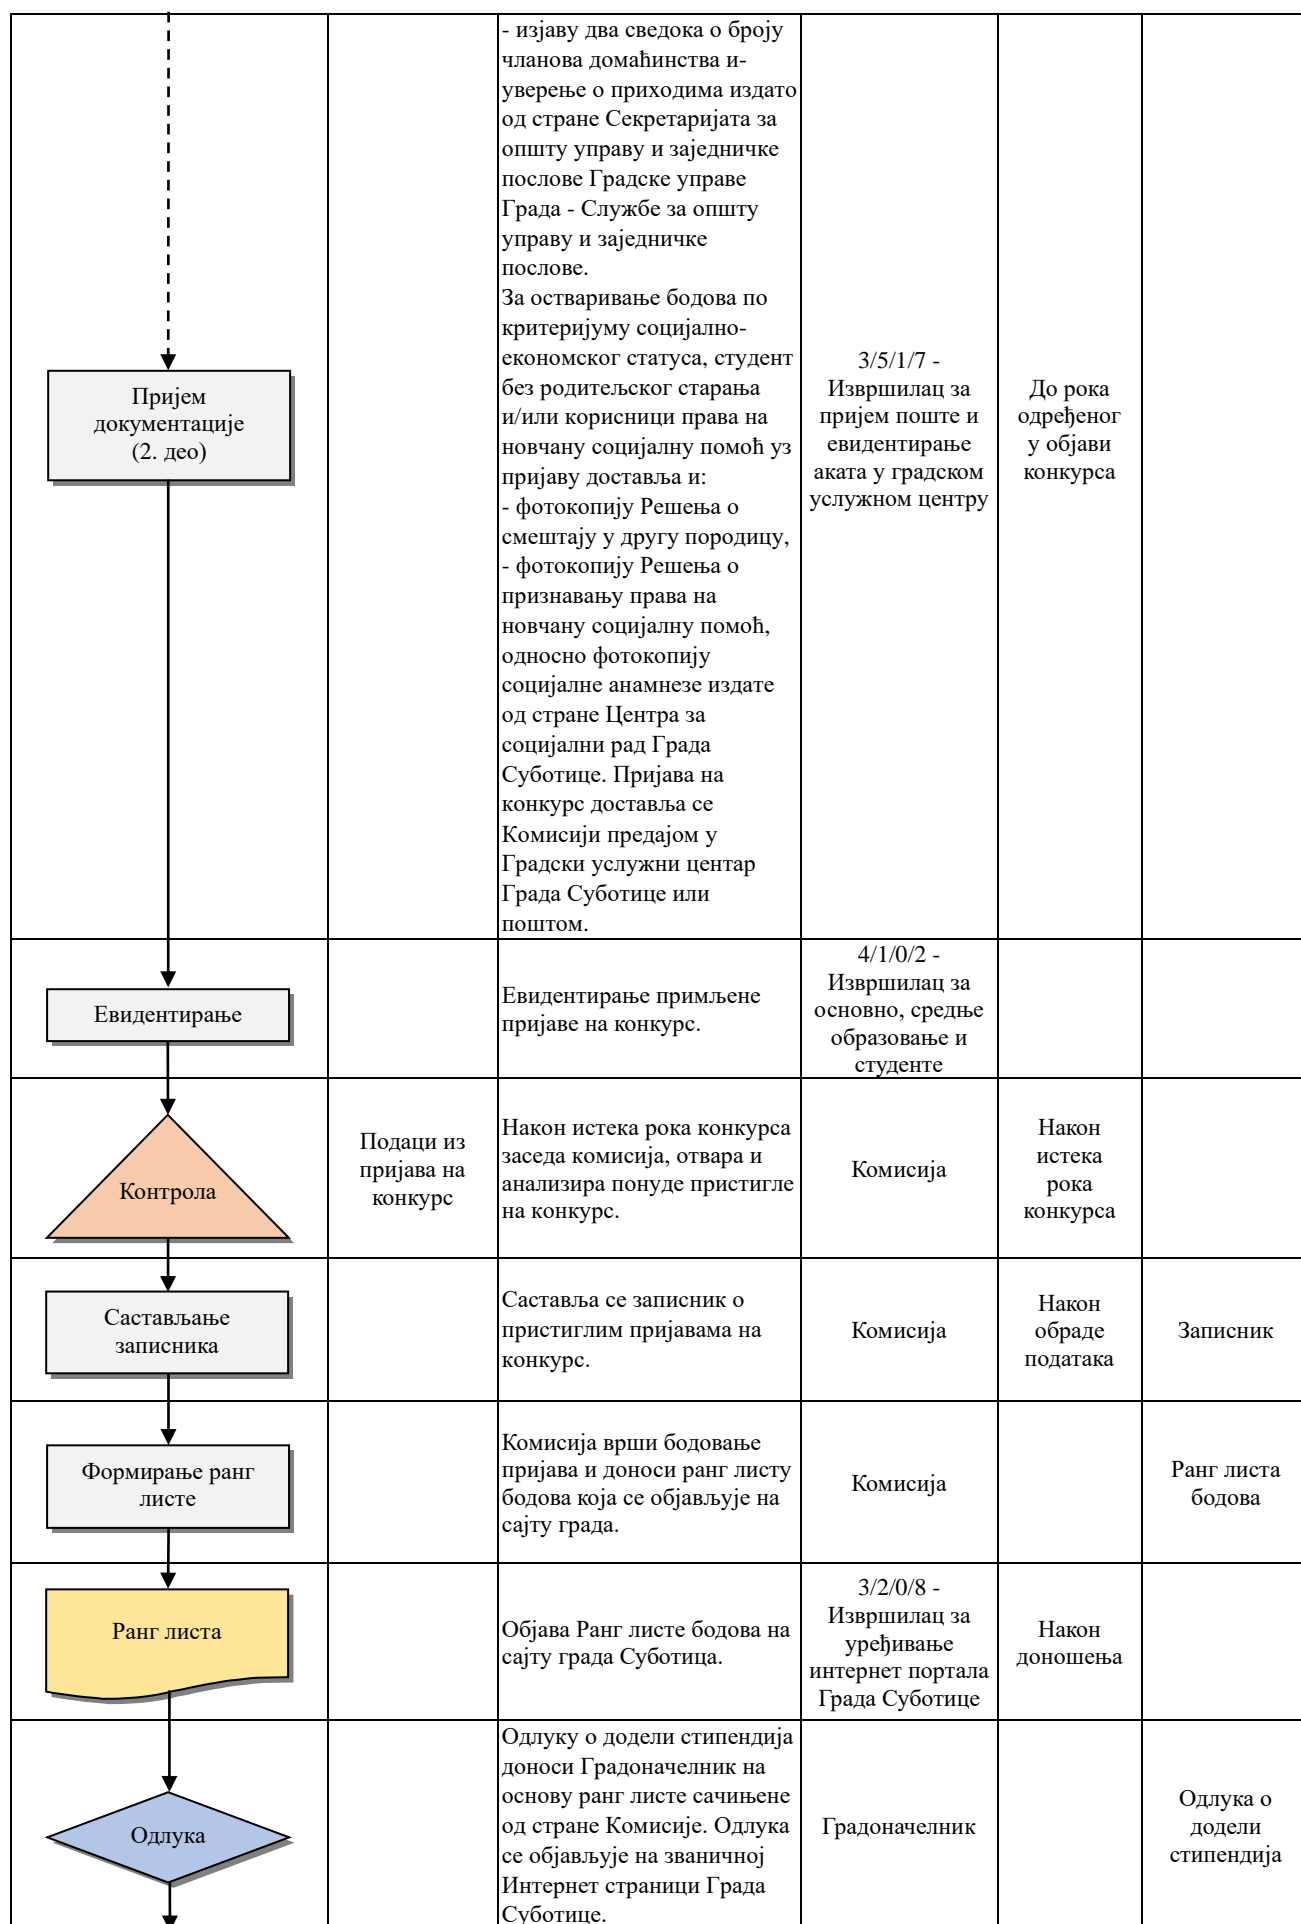 - изјаву два сведока о броју
чланова домаћинства и-
уверење о приходима издато
од стране Секретаријата за
општу управу и заједничке
послове Градске управе
Града - Службе за општу
управу и заједничке
послове.
За остваривање бодова по
критеријуму социјално-
економског статуса, студент
без родитељског старања
и/или корисници права на
новчану социјалну помоћ уз
пријаву доставља и:
- фотокопију Решења о
смештају у другу породицу,
- фотокопију Решења о
признавању права на
новчану социјалну помоћ,
односно фотокопију
социјалне анамнезе издате
од стране Центра за
социјални рад Града
Суботице. Пријава на
конкурс доставља се
Комисији предајом у
Градски услужни центар
Града Суботице или
поштом.
Пријем
документације
(2. део)
3/5/1/7 -
Извршилац за
пријем поште и
евидентирање
аката у градском
услужном центру
До рока
одређеног
у објави
конкурса
Евидентирање
Евидентирање примљене
пријаве на конкурс.
4/1/0/2 -
Извршилац за
основно, средње
образовање и
студенте
Контрола
Подаци из
пријава на
конкурс
Након истека рока конкурса
заседа комисија, отвара и
анализира понуде пристигле
на конкурс.
Комисија
Након
истека
рока
конкурса
Састављање
записника
Саставља се записник о
пристиглим пријавама на
конкурс.
Комисија
Након
обраде
података
Записник
Формирање ранг
листе
Комисија врши бодовање
пријава и доноси ранг листу
бодова која се објављује на
сајту града.
Комисија
Ранг листа
бодова
Ранг листа
Објава Ранг листе бодова на
сајту града Суботица.
3/2/0/8 -
Извршилац за
уређивање
интернет портала
Града Суботице
Након
доношења
Одлука
Одлуку о додели стипендија
доноси Градоначелник на
основу ранг листе сачињене
од стране Комисије. Одлука
се објављује на званичној
Интернет страници Града
Суботице.
Градоначелник
Одлука о
додели
стипендија